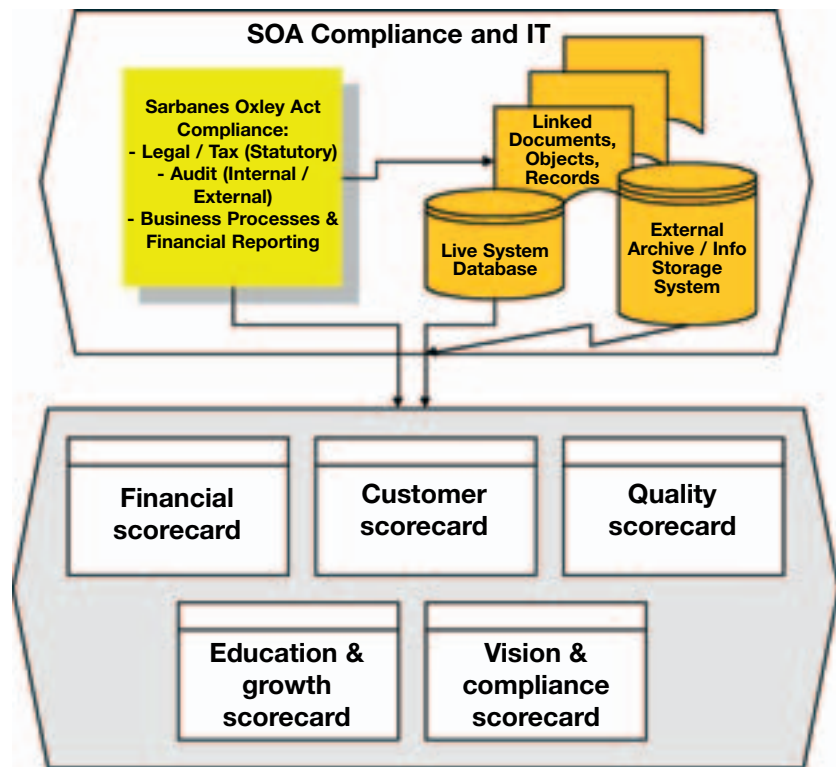 SOA Compliance and IT
Sarbanes Oxley Act
Compliance:
- Legal / Tax (Statutory)
- Audit (Internal /
External)
- Business Processes &
Financial Reporting
Linked
Documents,
Objects,
Records
Live System
Database
External
Archive / Info
Storage
System
Financial
scorecard
Customer
scorecard
Quality
scorecard
Education &
growth
scorecard
Vision &
compliance
scorecard